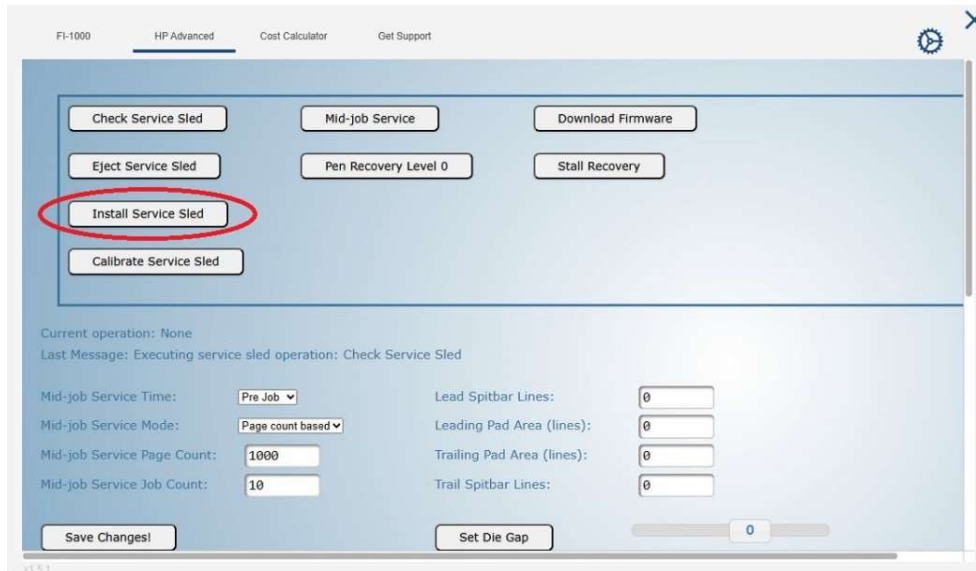 FI-1000 HP Advanced Cost Calculator Get Support
Check Service Sled Mid-job Service Download Firmware
Eject Service Sled Pen Recovery Level 0 Stall Recovery
Install Service Sled
Calibrate Service Sled
Current operation: None
Last Message: Executing service sled operation: Check Service Sled
Mid-job Service Time: Pre Job Lead Spitbar Lines: 0
Mid-job Service Mode: Page count based Leading Pad Area (lines): 0
Mid-job Service Page Count: 1000 Trailing Pad Area (lines): 0
Mid-job Service Job Count: 10 Trail Spitbar Lines: 0
Save Changes! Set Die Gap 0